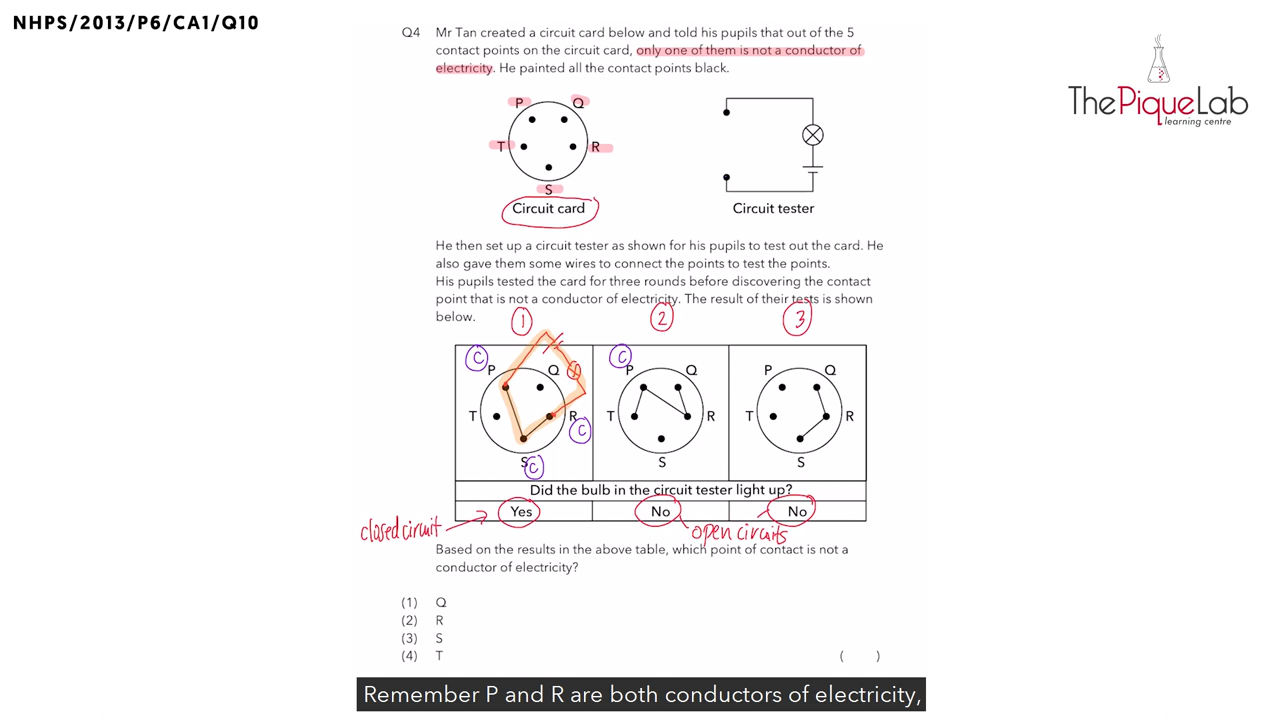 NHPS/2013/P6/CA1/Q10
Q4 Mr Tan created a circuit card below and told his pupils that out of the 5
contact points on the circuit card, only one of them is not a conductor of
electricity. He painted all the contact points black.
ThePiqueLab
learning centre
P Q
T R
S
Circuit card
Circuit tester
He then set up a circuit tester as shown for his pupils to test out the card. He
also gave them some wires to connect the points to test the points.
His pupils tested the card for three rounds before discovering the contact
point that is not a conductor of electricity. The result of their tests is shown
below.
1 2 3
C C
P Q P Q P Q
T R T R T R
C
S C S S
Did the bulb in the circuit tester light up?
Yes No No
closed circuit
open circuits
Based on the results in the above table, which point of contact is not a
conductor of electricity?
(1) Q
(2) R
(3) S
(4) T ( )
Remember P and R are both conductors of electricity,